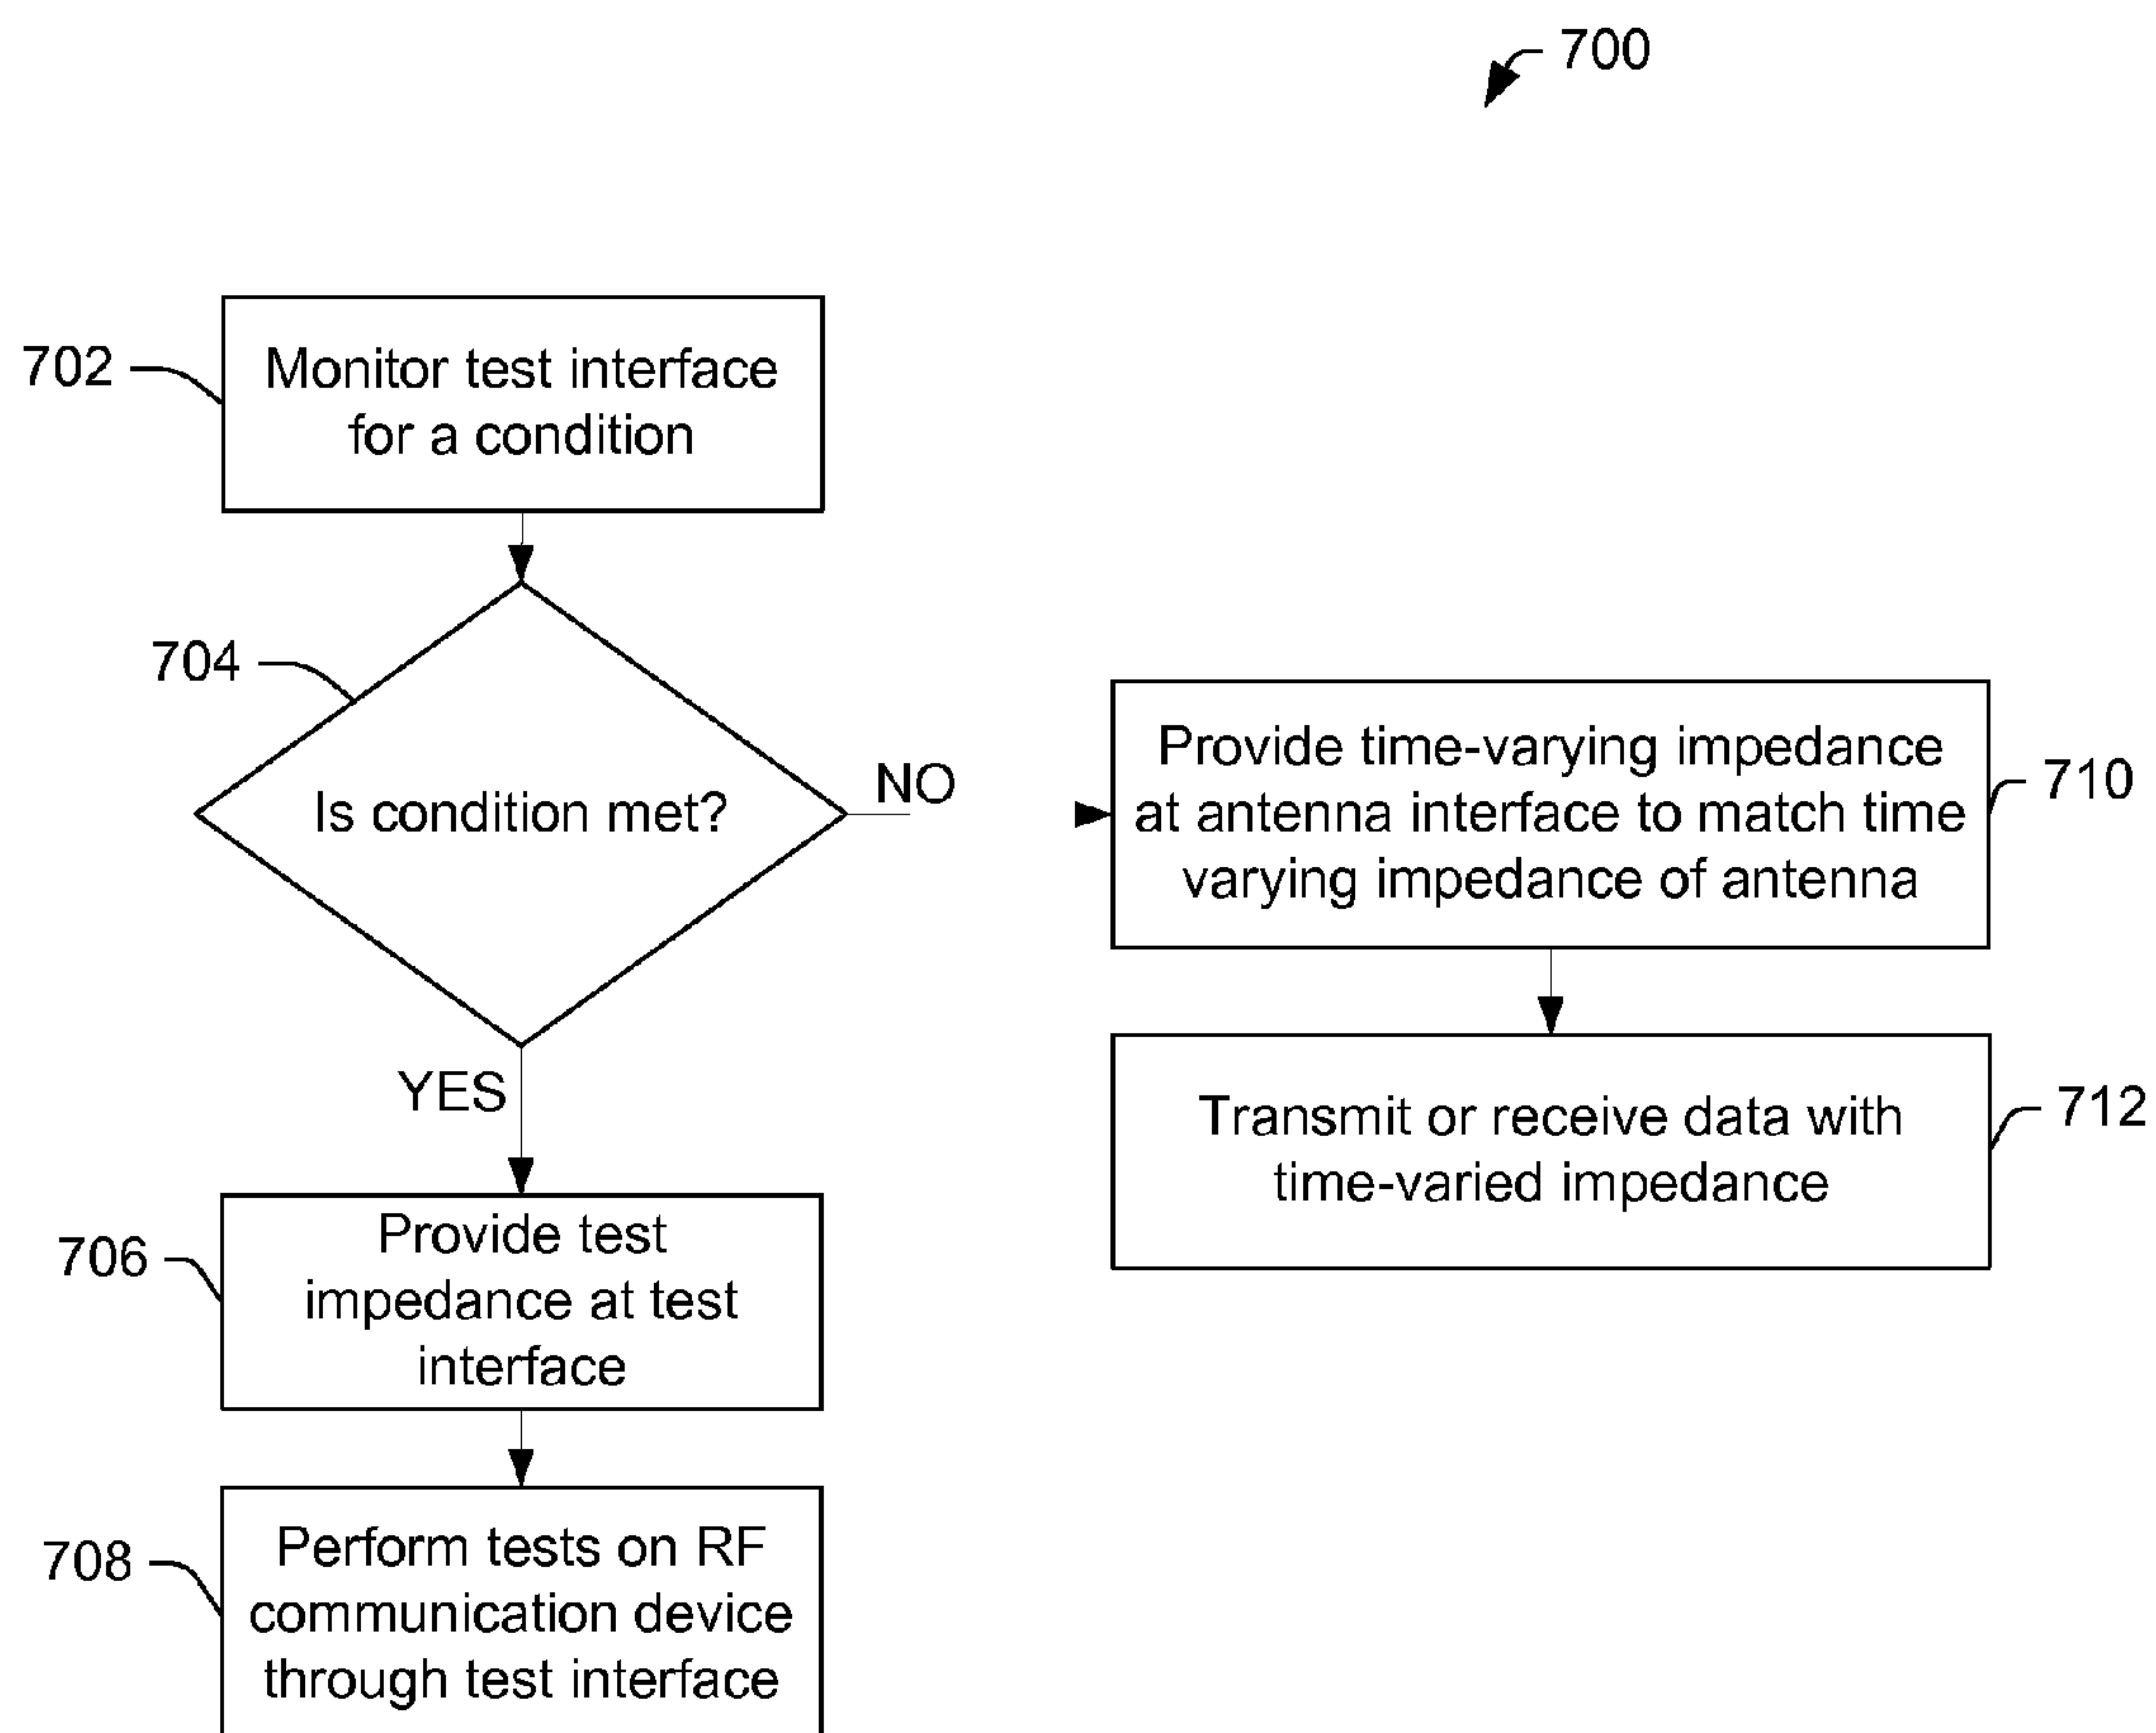 700
702
Monitor test interface
for a condition
704
Is condition met?
NO
YES
710
Provide time-varying impedance
at antenna interface to match time
varying impedance of antenna
712
Transmit or receive data with
time-varied impedance
706
Provide test
impedance at test
interface
708
Perform tests on RF
communication device
through test interface